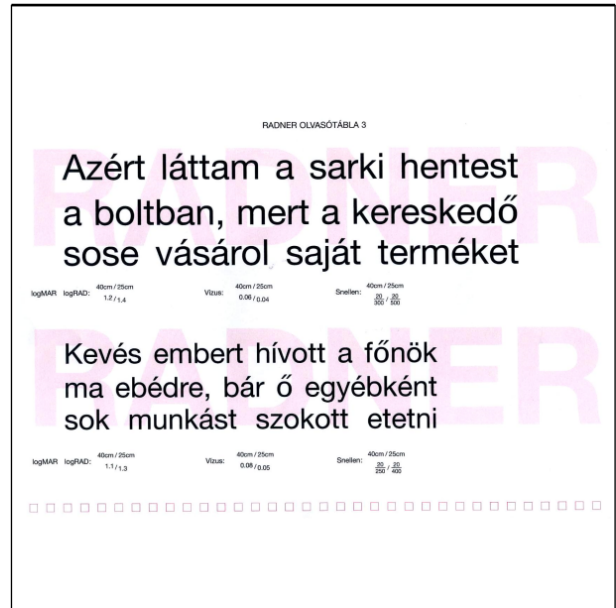 RADNER OLVASÓTÁBLA 3
RADNER
Azért láttam a sarki hentest
a boltban, mert a kereskedő
sose vásárol saját terméket
logMAR logRAD: 40cm / 25cm 1.2 / 1.4 Vízus: 40cm / 25cm 0.06 / 0.04 Snellen: 40cm / 25cm 20/300 / 20/500
RADNER
Kevés embert hívott a főnök
ma ebédre, bár ő egyébként
sok munkást szokott etetni
logMAR logRAD: 40cm / 25cm 1.1 / 1.3 Vízus: 40cm / 25cm 0.08 / 0.05 Snellen: 40cm / 25cm 20/250 / 20/400